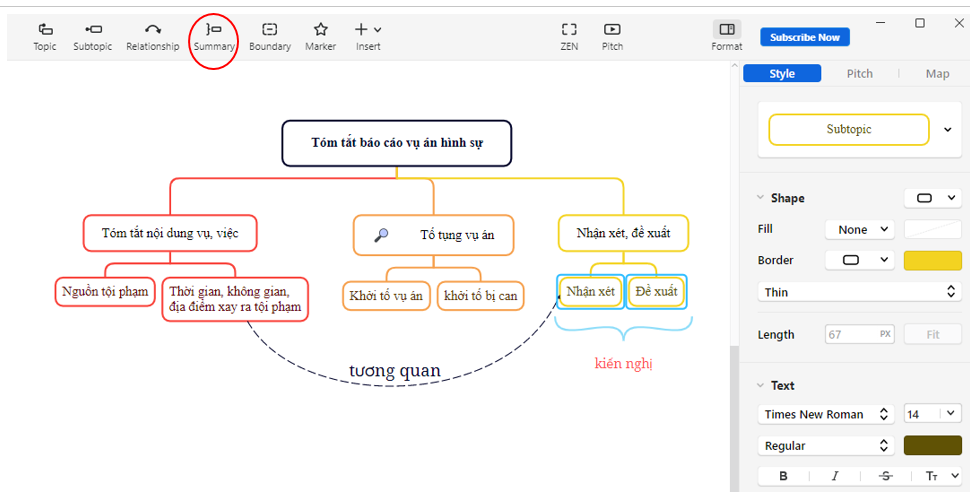 Topic
Subtopic
Relationship
Summary
Boundary
Marker
Insert
ZEN
Pitch
Format
Subscribe Now
Style
Pitch
Map
Subtopic
Shape
Fill
None
Border
Thin
Length
67
PX
Fit
Text
Times New Roman
14
Regular
B
I
S
Tт
Tóm tắt báo cáo vụ án hình sự
Tóm tắt nội dung vụ, việc
Tố tụng vụ án
Nhận xét, đề xuất
Nguồn tội phạm
Thời gian, không gian,
địa điểm xay ra tội phạm
Khởi tố vụ án
khởi tố bị can
Nhận xét
Đề xuất
tương quan
kiến nghị